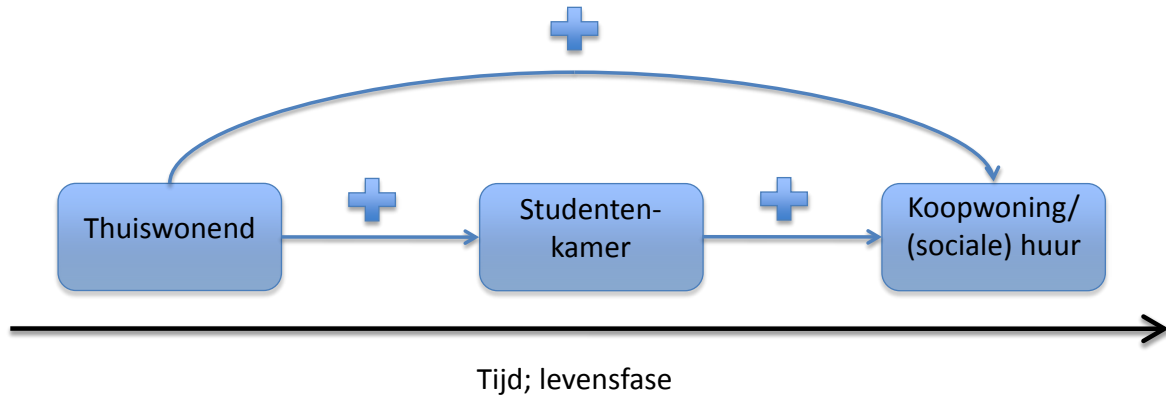 Thuiswonend
Studenten-
kamer
Koopwoning/
(sociale) huur
Tijd; levensfase